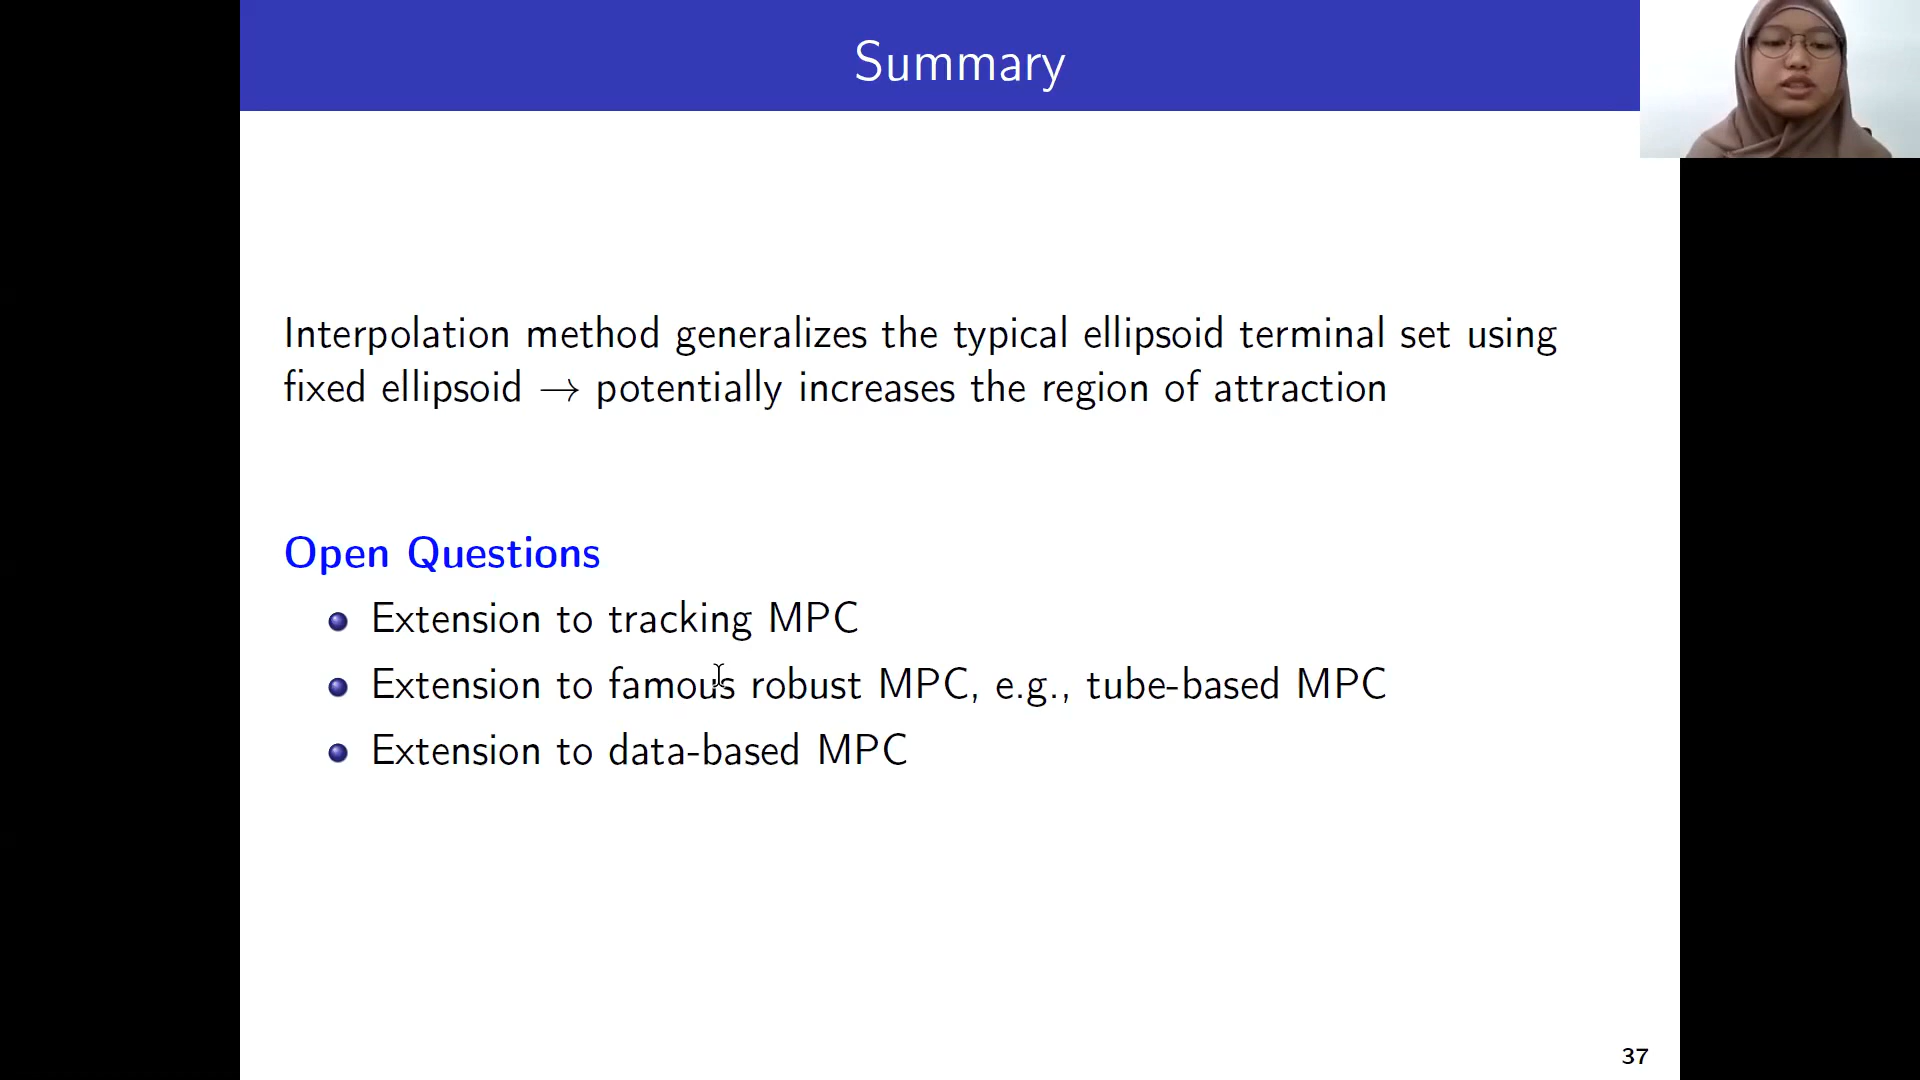 Summary
Interpolation method generalizes the typical ellipsoid terminal set using
fixed ellipsoid → potentially increases the region of attraction
Open Questions
Extension to tracking MPC
Extension to famous robust MPC, e.g., tube-based MPC
Extension to data-based MPC
37